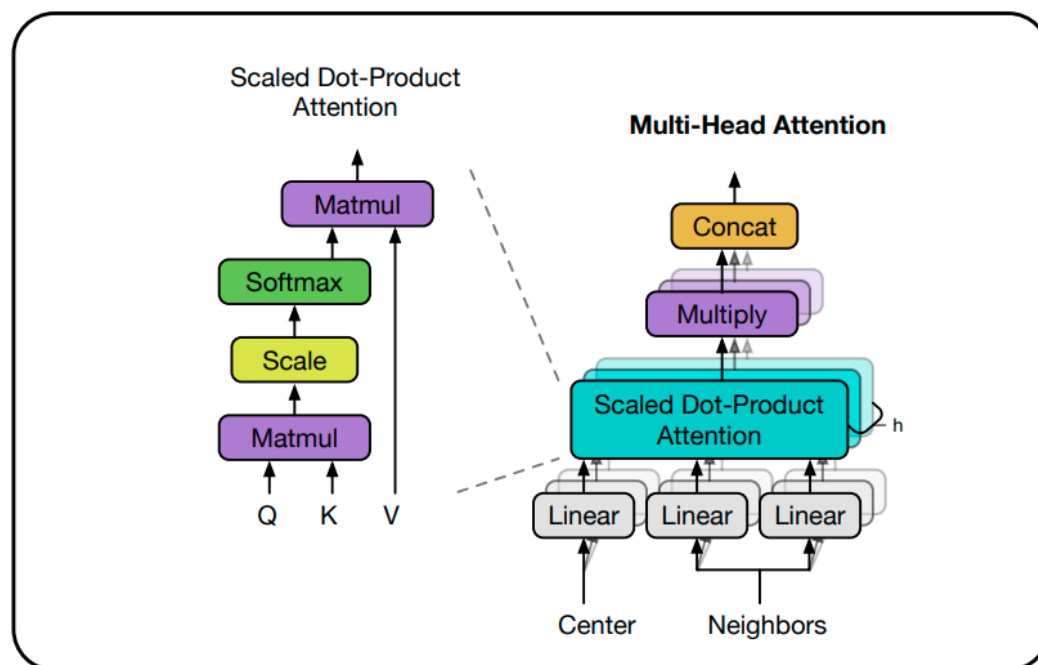 Scaled Dot-Product
Attention
Matmul
Softmax
Scale
Matmul
Q K V
Multi-Head Attention
Concat
Multiply
Scaled Dot-Product
Attention
h
Linear Linear Linear
Center Neighbors